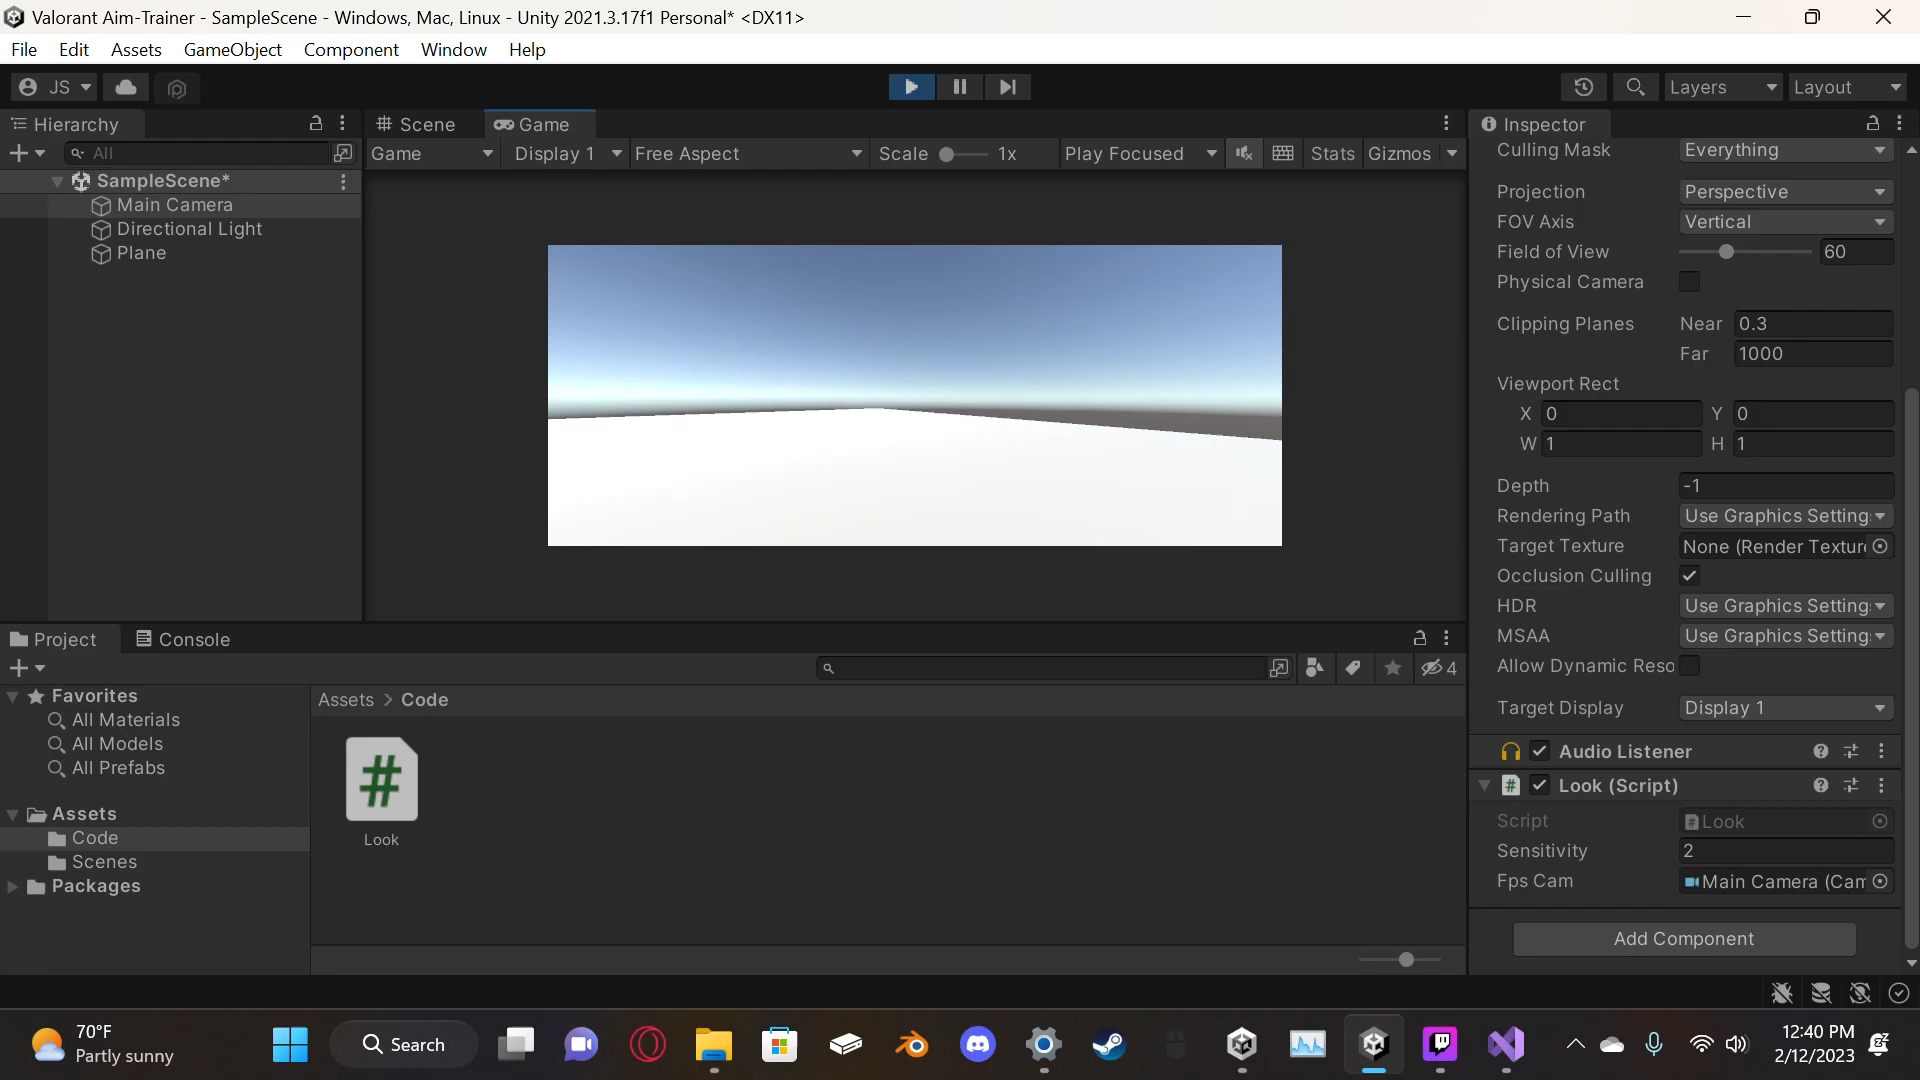 Valorant Aim-Trainer - SampleScene - Windows, Mac, Linux - Unity 2021.3.17f1 Personal* <DX11>
File Edit Assets GameObject Component Window Help
JS Layers Layout
Hierarchy
All
SampleScene*
Main Camera
Directional Light
Plane
Scene Game
Game Display 1 Free Aspect Scale 1x Play Focused Stats Gizmos
Inspector
Culling Mask Everything
Projection Perspective
FOV Axis Vertical
Field of View 60
Physical Camera
Clipping Planes Near 0.3
Far 1000
Viewport Rect
X 0 Y 0
W 1 H 1
Depth -1
Rendering Path Use Graphics Setting
Target Texture None (Render Textur
Occlusion Culling
HDR Use Graphics Setting
MSAA Use Graphics Setting
Allow Dynamic Reso
Target Display Display 1
Audio Listener
# Look (Script)
Script # Look
Sensitivity 2
Fps Cam Main Camera (Cam
Add Component
Project Console
4
Favorites
All Materials
All Models
All Prefabs
Assets
Code
Scenes
Packages
Assets > Code
#
Look
70°F
Partly sunny
Search
12:40 PM
2/12/2023